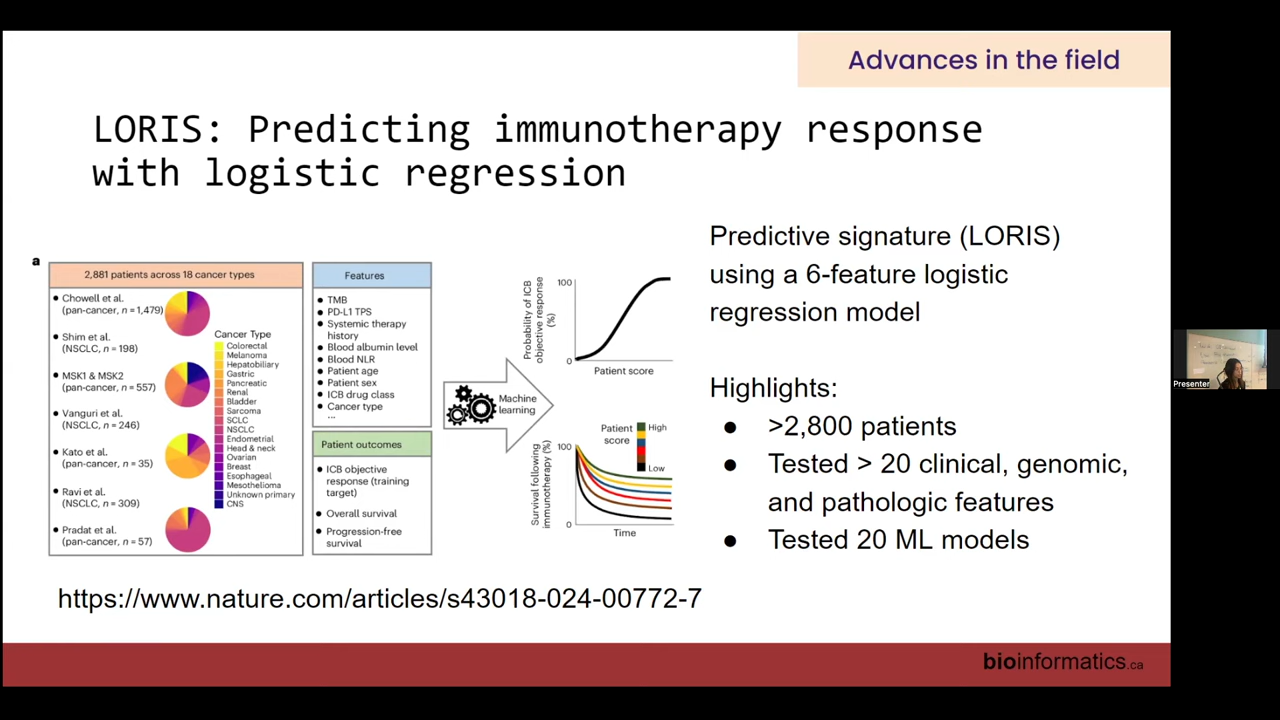 Advances in the field
LORIS: Predicting immunotherapy response
with logistic regression
a
2,881 patients across 18 cancer types
• Chowell et al.
(pan-cancer, n = 1,479)
Shim et al.
(NSCLC, n = 198)
• MSK1 & MSK2
(pan-cancer, n = 557)
• Vanguri et al.
(NSCLC, n = 246)
• Kato et al.
(pan-cancer, n = 35)
• Ravi et al.
(NSCLC, n = 309)
• Pradat et al.
(pan-cancer, n = 57)
Cancer Type
Colorectal
Melanoma
Hepatobiliary
Gastric
Pancreatic
Renal
Bladder
Sarcoma
SCLC
NSCLC
Endometrial
Head & neck
Ovarian
Breast
Esophageal
Mesothelioma
Unknown primary
CNS
Features
• TMB
• PD-L1 TPS
• Systemic therapy
history
• Blood albumin level
• Blood NLR
• Patient age
• Patient sex
• ICB drug class
• Cancer type
...
Patient outcomes
• ICB objective
response (training
target)
• Overall survival
• Progression-free
survival
Machine
learning
Probability of ICB
objective response
(%)
100
0
Patient score
Survival following
immunotherapy (%)
100
0
Patient
score
High
Low
Time
Predictive signature (LORIS)
using a 6-feature logistic
regression model
Highlights:
● >2,800 patients
● Tested > 20 clinical, genomic,
and pathologic features
● Tested 20 ML models
https://www.nature.com/articles/s43018-024-00772-7
bioinformatics.ca
Presenter